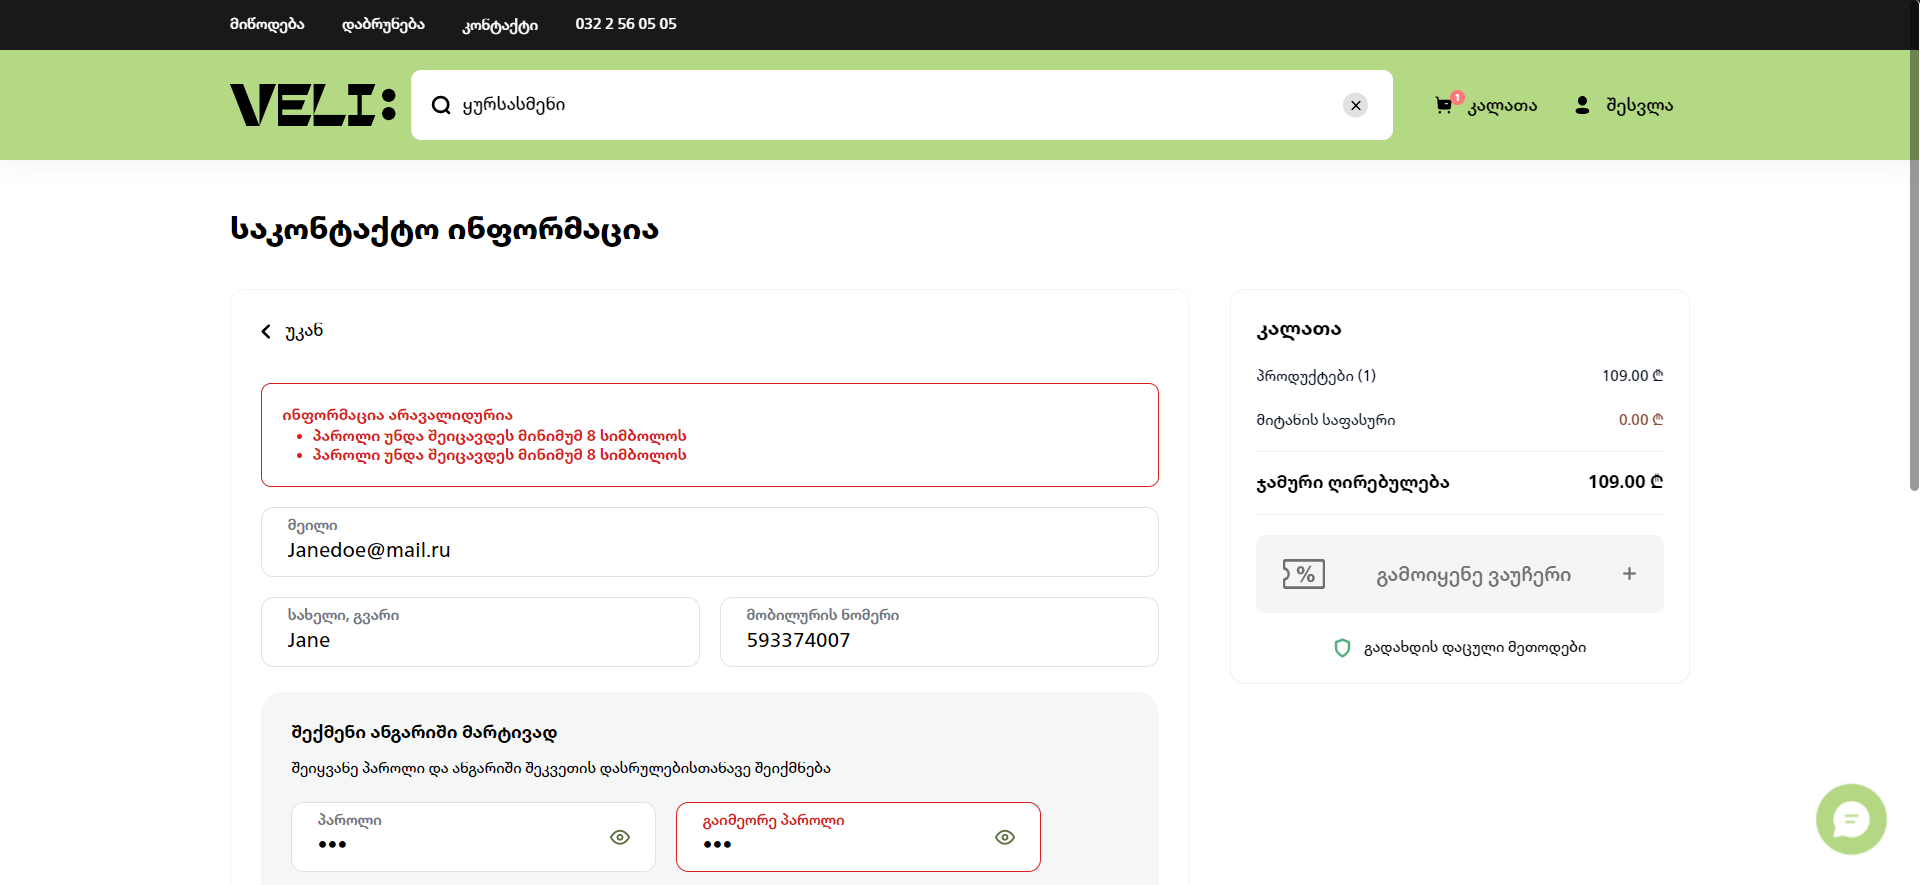 მიწოდება დაბრუნება კონტაქტი 032 2 56 05 05
VELI:
ყურსასმენი
1
კალათა
შესვლა
საკონტაქტო ინფორმაცია
უკან
ინფორმაცია არავალიდურია
• პაროლი უნდა შეიცავდეს მინიმუმ 8 სიმბოლოს
• პაროლი უნდა შეიცავდეს მინიმუმ 8 სიმბოლოს
მეილი
Janedoe@mail.ru
სახელი, გვარი
Jane
მობილურის ნომერი
593374007
შექმენი ანგარიში მარტივად
შეიყვანე პაროლი და ანგარიში შეკვეთის დასრულებისთანავე შეიქმნება
პაროლი
•••
გაიმეორე პაროლი
•••
კალათა
პროდუქტები (1) 109.00 ₾
მიტანის საფასური 0.00 ₾
ჯამური ღირებულება 109.00 ₾
% გამოიყენე ვაუჩერი +
გადახდის დაცული მეთოდები